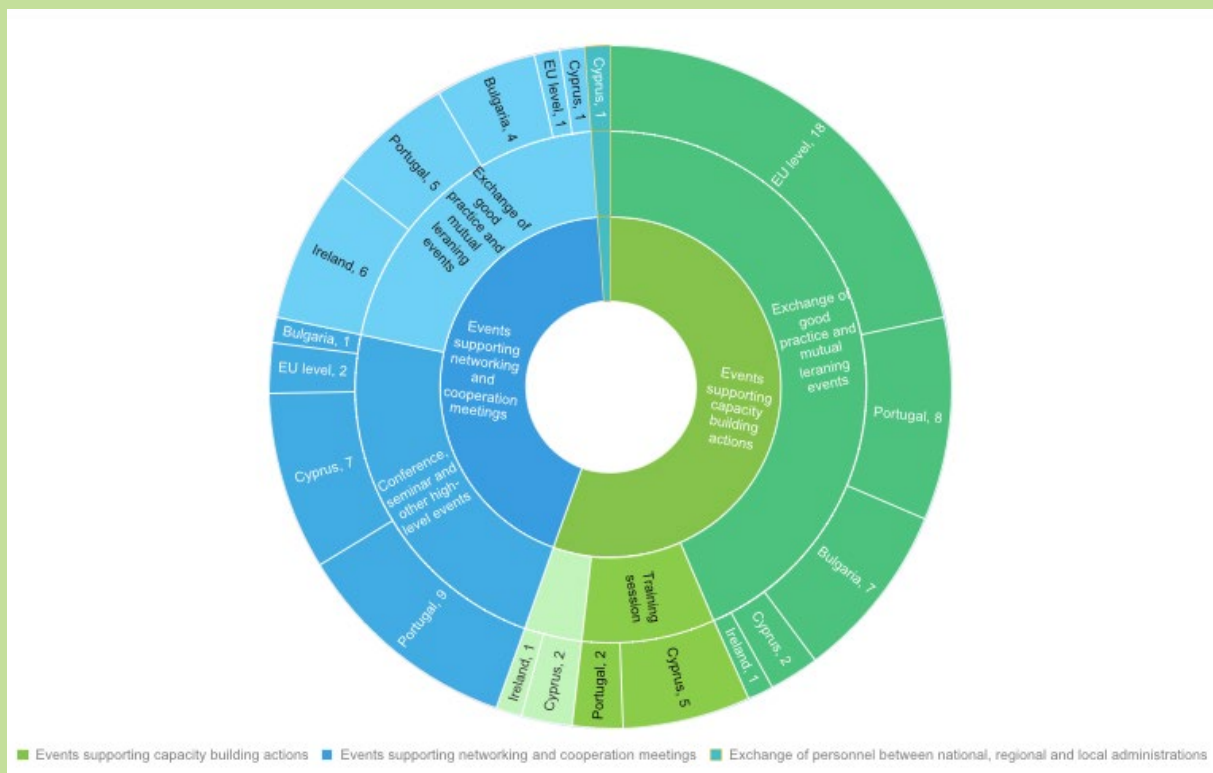 Cyprus, 1
EU level, 18
Portugal, 8
Bulgaria, 7
Cyprus, 2
Ireland, 1
Cyprus, 5
Portugal, 2
Cyprus, 2
Ireland, 1
Portugal, 9
Cyprus, 7
EU level, 2
Bulgaria, 1
Ireland, 6
Portugal, 5
Bulgaria, 4
EU level, 1
Cyprus, 1
Exchange of
good
practice and
mutual
leraning
events
Training
session
Conference,
seminar and
other high-
level events
Exchange of
good
practice and
mutual
leraning
events
Events
supporting
capacity
building
actions
Events
supporting
networking
and
cooperation
meetings
Events supporting capacity building actions
Events supporting networking and cooperation meetings
Exchange of personnel between national, regional and local administrations